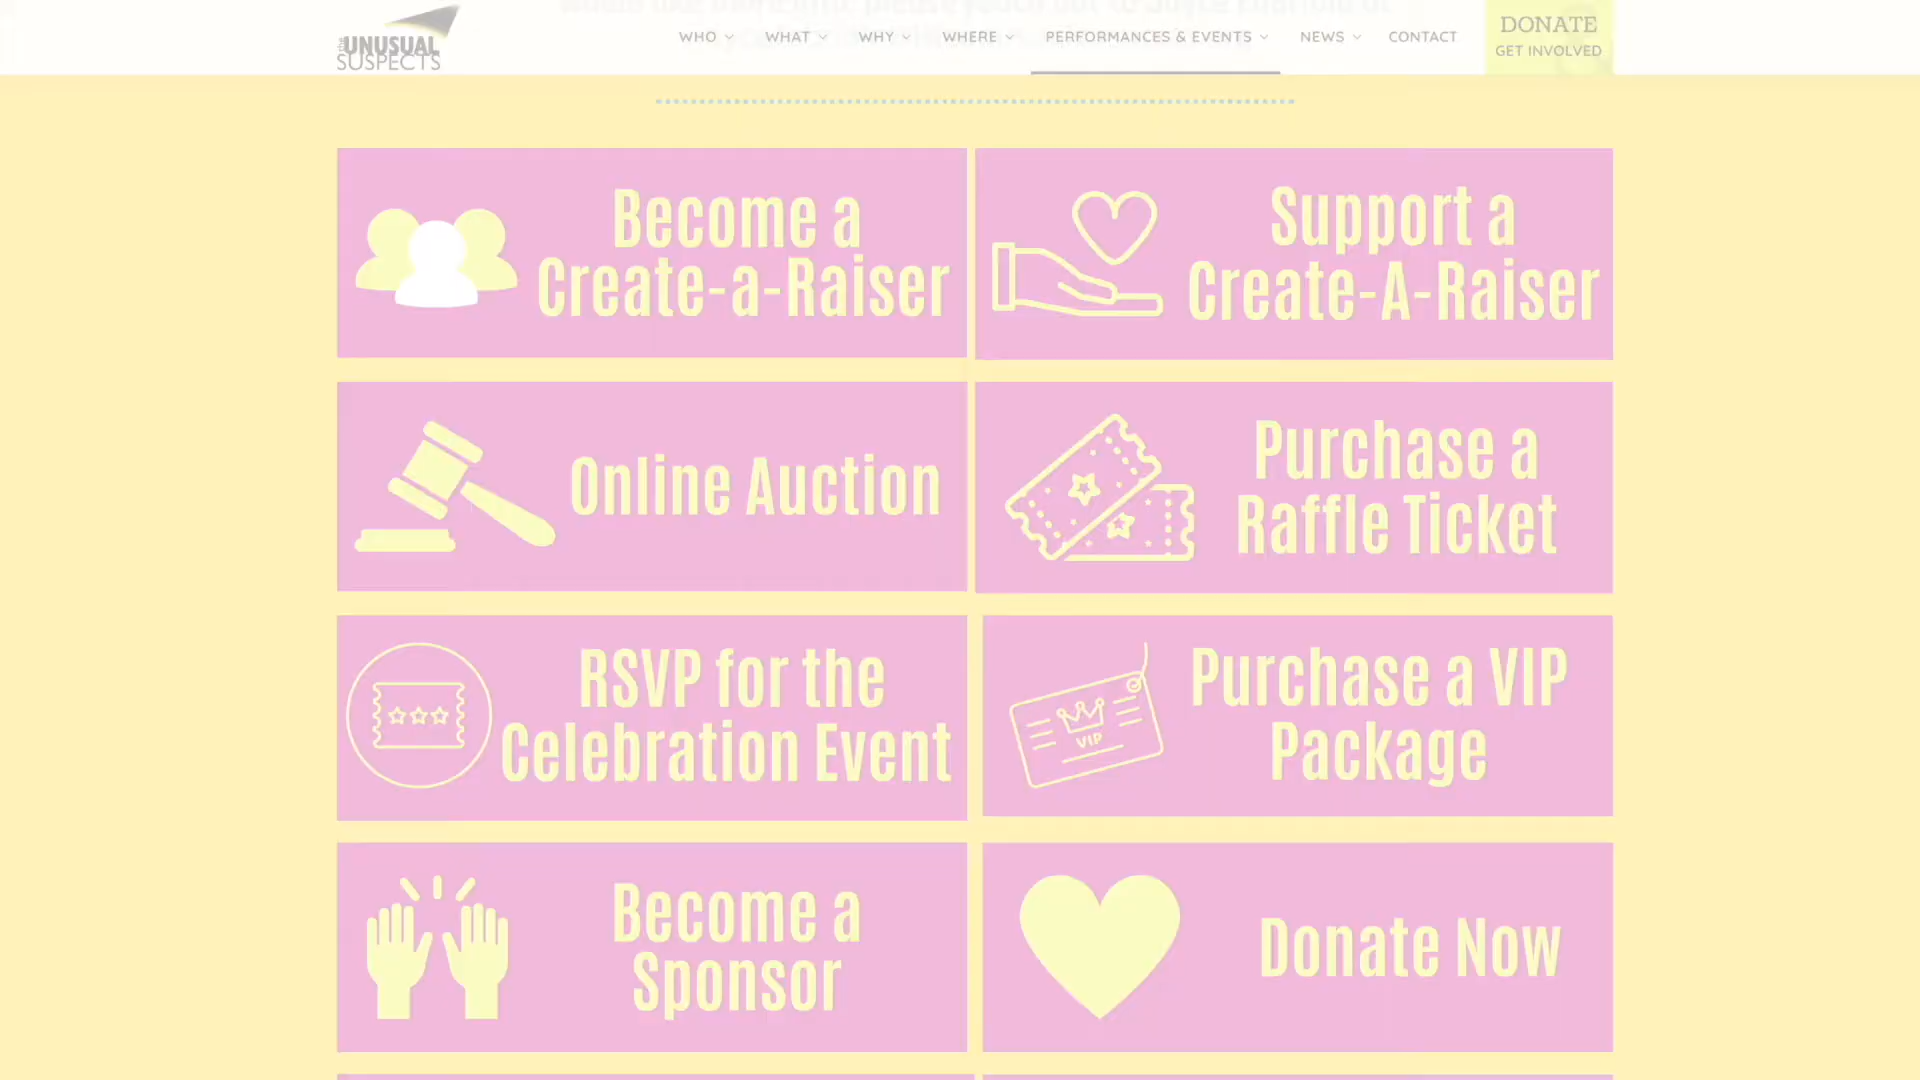 the
UNUSUAL
SUSPECTS
WHO
WHAT
WHY
WHERE
PERFORMANCES & EVENTS
NEWS
CONTACT
DONATE
GET INVOLVED
Become a
Create-a-Raiser
Support a
Create-A-Raiser
Online Auction
Purchase a
Raffle Ticket
RSVP for the
Celebration Event
VIP
Purchase a VIP
Package
Become a
Sponsor
Donate Now